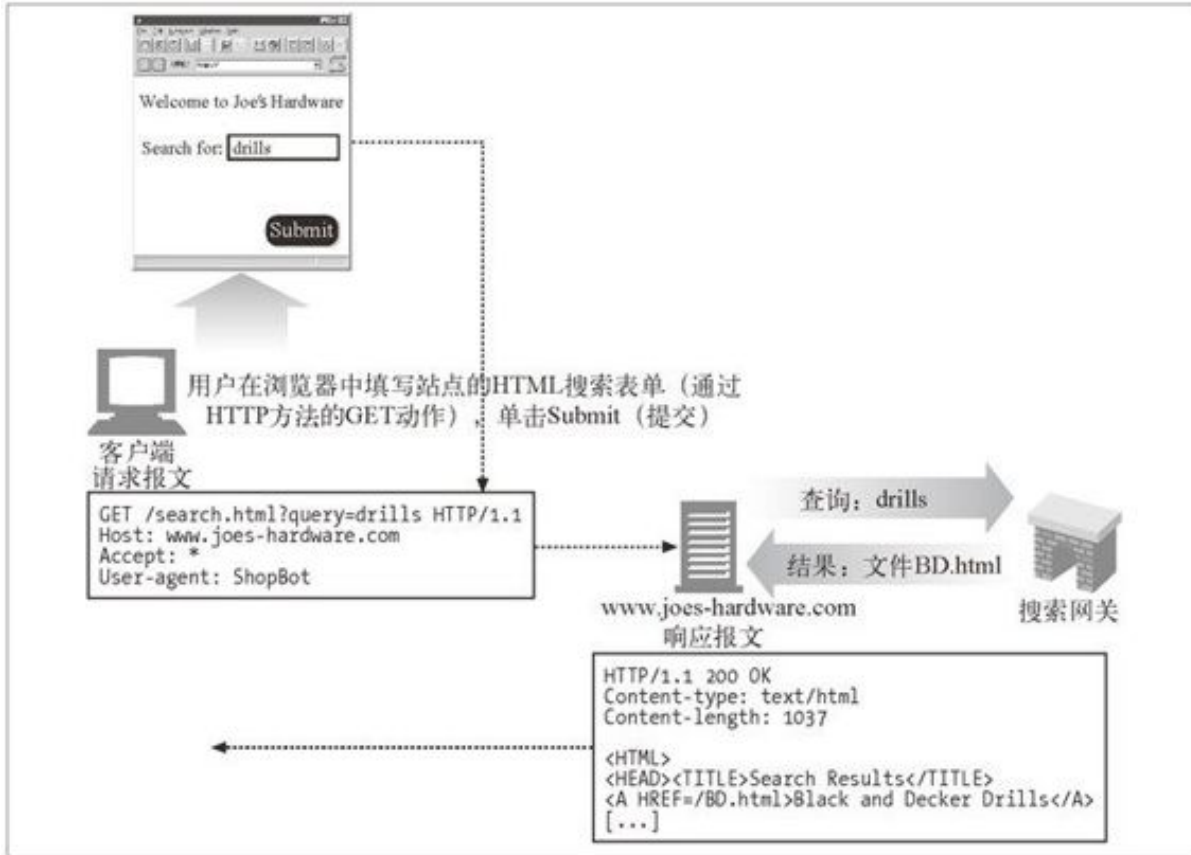 Welcome to Joe's Hardware
Search for: drills
Submit
用户在浏览器中填写站点的HTML搜索表单（通过
HTTP方法的GET动作），单击Submit（提交）
客户端
请求报文
GET /search.html?query=drills HTTP/1.1
Host: www.joes-hardware.com
Accept: *
User-agent: ShopBot
查询：drills
结果：文件BD.html
www.joes-hardware.com
搜索网关
响应报文
HTTP/1.1 200 OK
Content-type: text/html
Content-length: 1037
<HTML>
<HEAD><TITLE>Search Results</TITLE>
<A HREF=/BD.html>Black and Decker Drills</A>
[...]